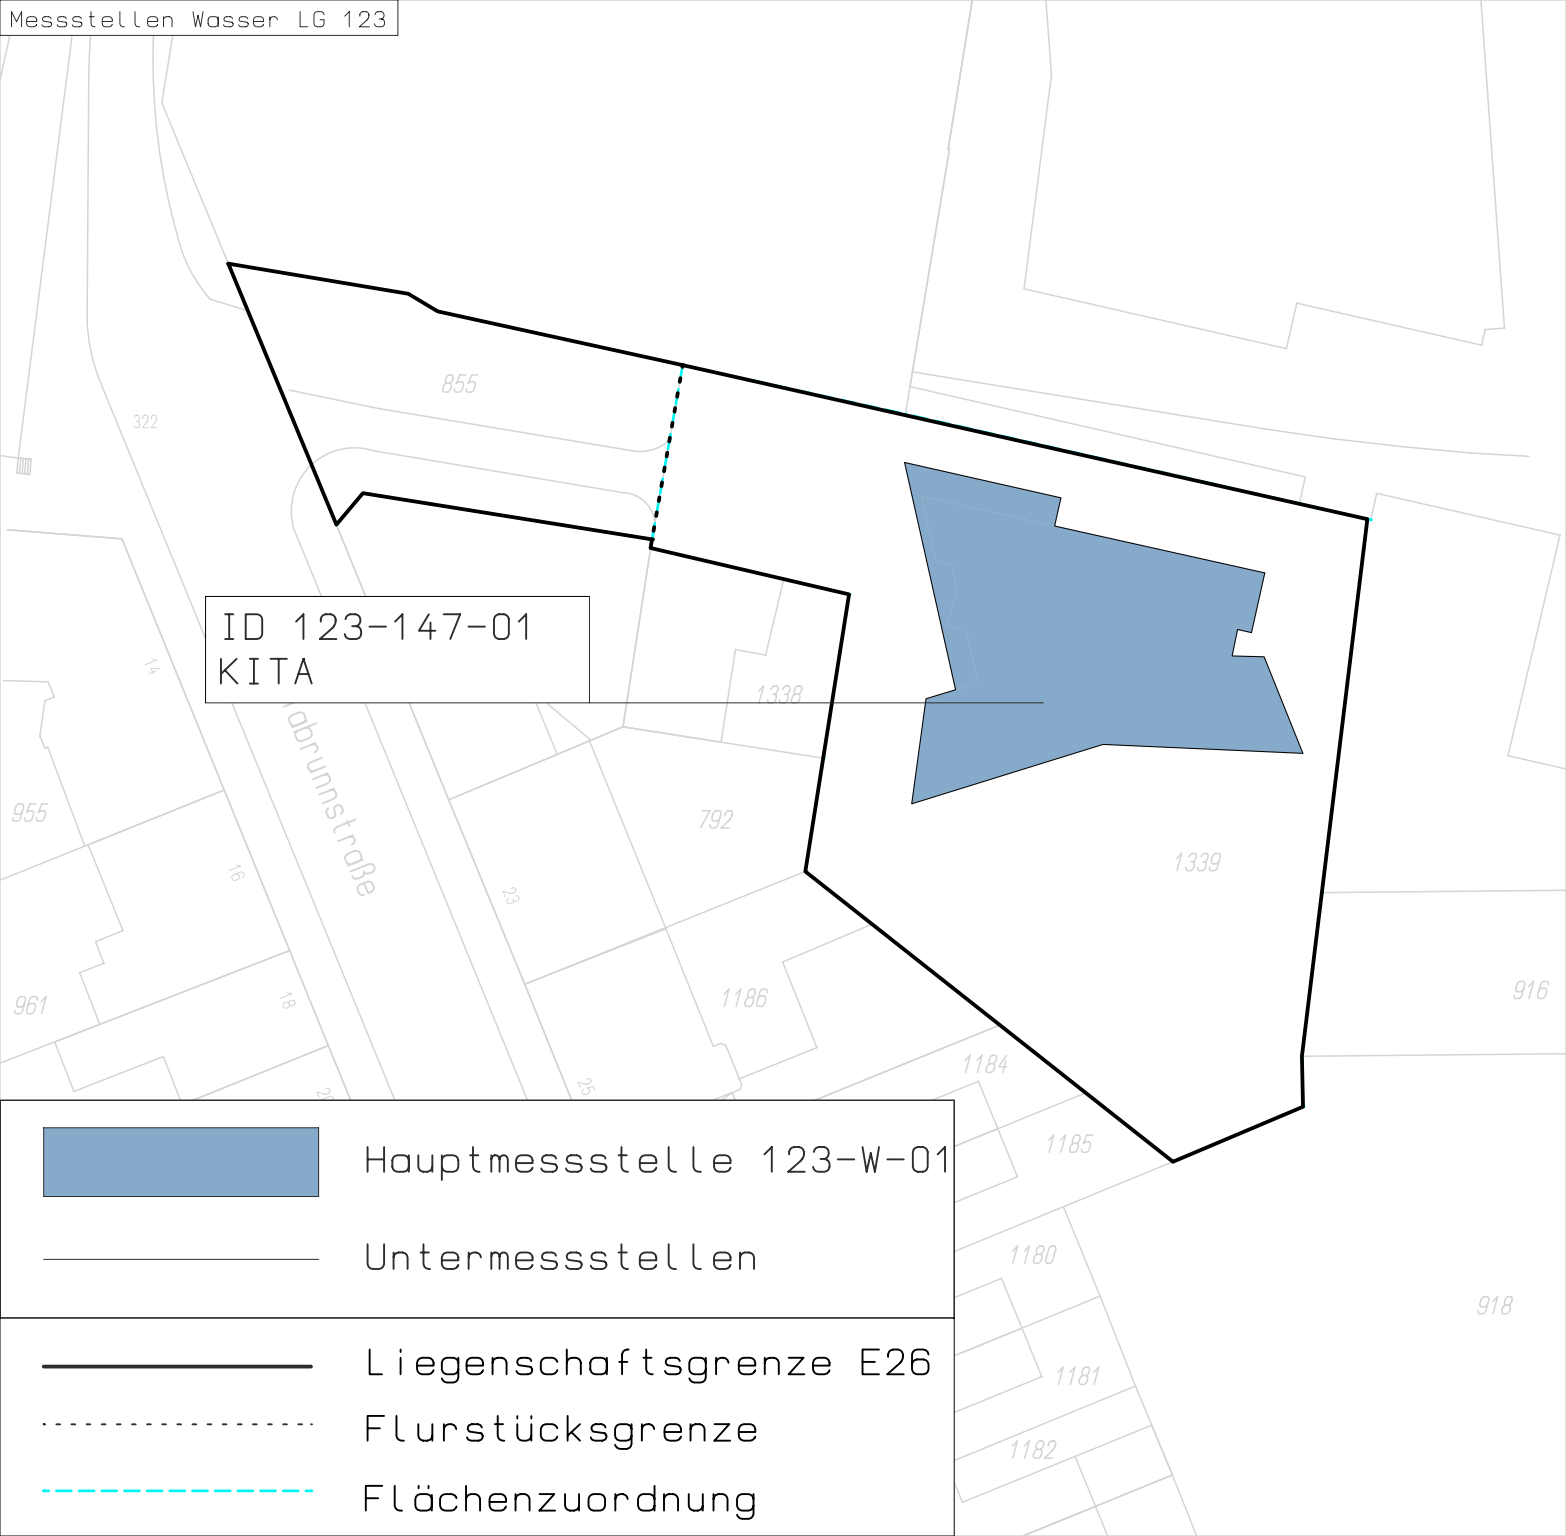 Messstellen Wasser LG 123
855
322
ID 123-147-01
KITA
14
1338
955
792
16
23
1339
961
18
1186
916
1184
25
1185
Hauptmessstelle 123-W-01
Untermessstellen
1180
918
Liegenschaftsgrenze E26
1181
Flurstücksgrenze
1182
Flächenzuordnung